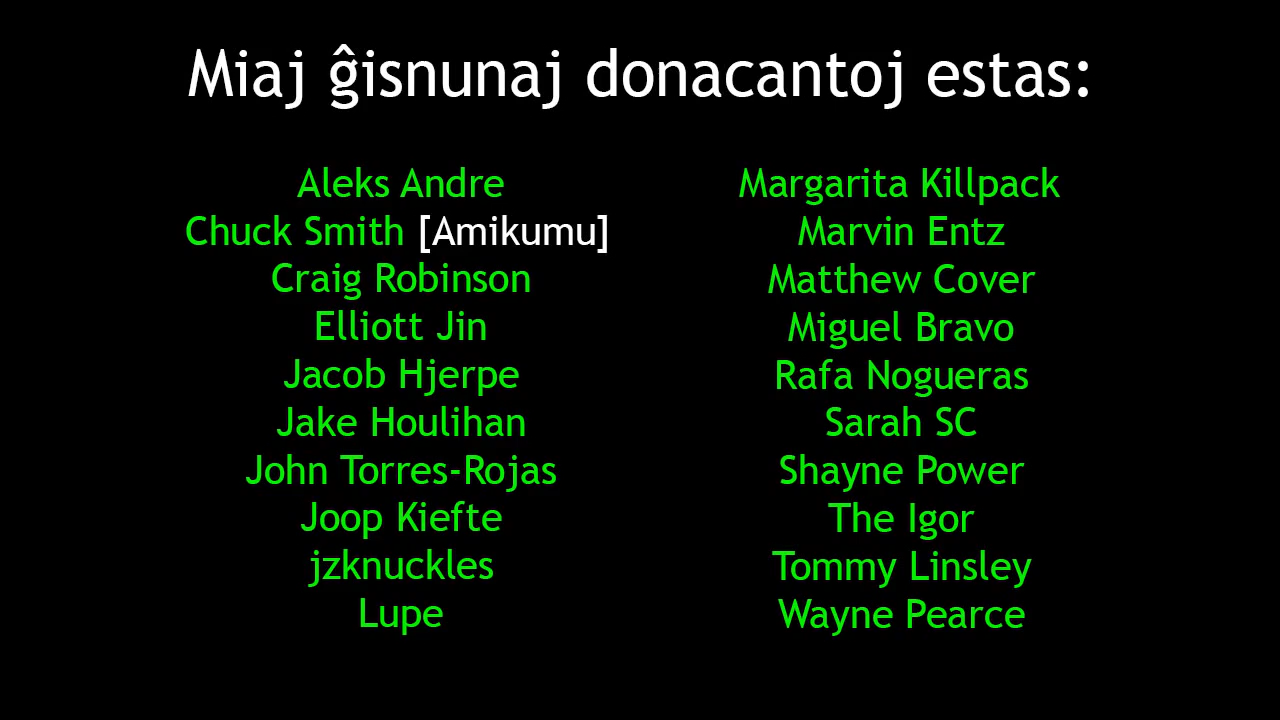 Miaj ĝisnunaj donacantoj estas:
Aleks Andre
Chuck Smith [Amikumu]
Craig Robinson
Elliott Jin
Jacob Hjerpe
Jake Houlihan
John Torres-Rojas
Joop Kiefte
jzknuckles
Lupe
Margarita Killpack
Marvin Entz
Matthew Cover
Miguel Bravo
Rafa Nogueras
Sarah SC
Shayne Power
The Igor
Tommy Linsley
Wayne Pearce